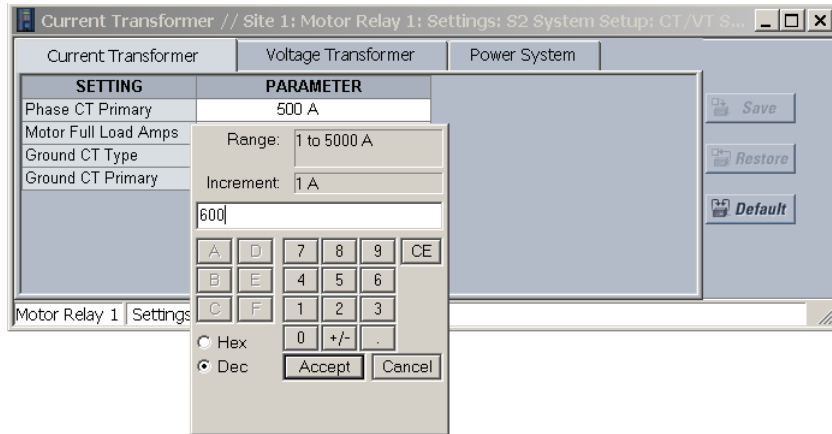 Current Transformer // Site 1: Motor Relay 1: Settings: S2 System Setup: CT/VT S...
Current Transformer Voltage Transformer Power System
SETTING PARAMETER
Phase CT Primary 500 A
Motor Full Load Amps
Ground CT Type
Ground CT Primary
Save
Restore
Default
Range: 1 to 5000 A
Increment: 1 A
600
A D 7 8 9 CE
B E 4 5 6
C F 1 2 3
0 +/- .
Hex
Dec
Accept Cancel
Motor Relay 1 Settings